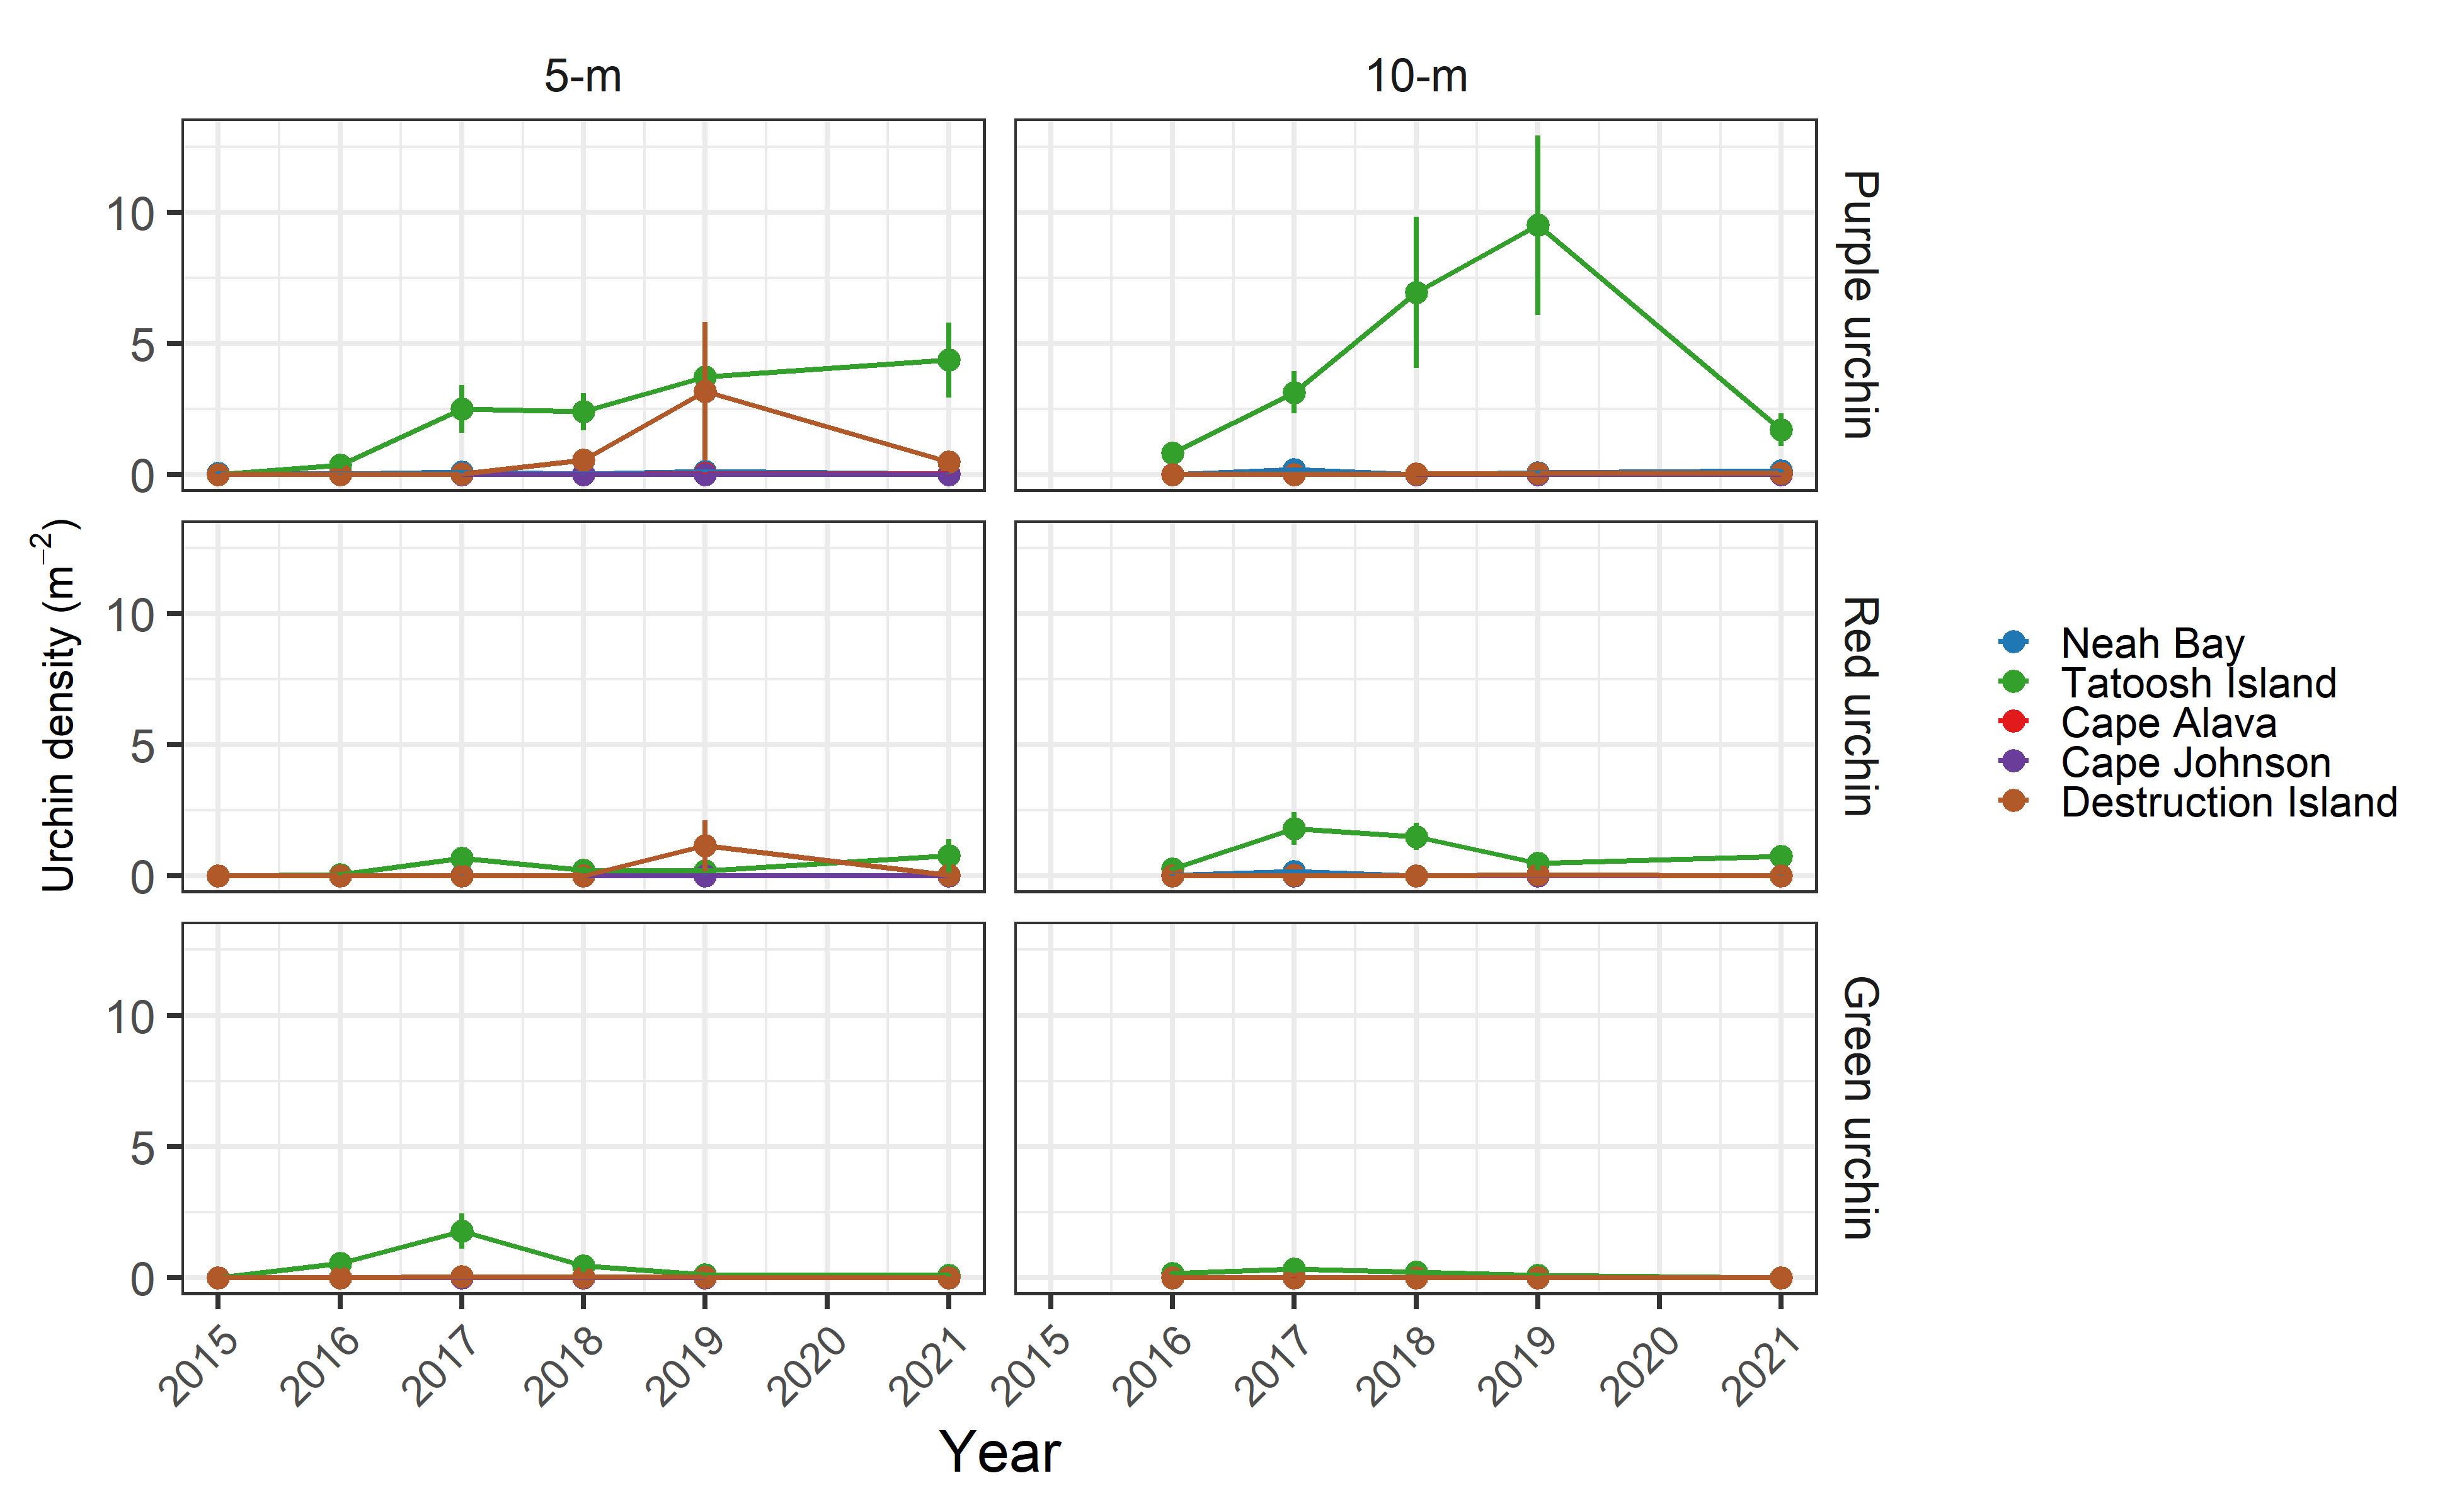 5-m 10-m
10
5
0
Purple urchin
10
5
0
Red urchin
10
5
0
Green urchin
Urchin density (m⁻²)
2015 2016 2017 2018 2019 2020 2021 2015 2016 2017 2018 2019 2020 2021
Year
Neah Bay
Tatoosh Island
Cape Alava
Cape Johnson
Destruction Island